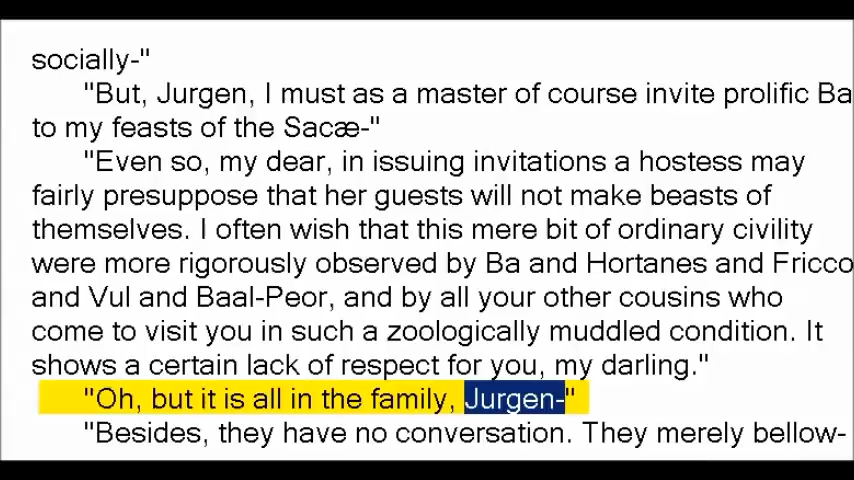 socially-"
"But, Jurgen, I must as a master of course invite prolific Ba
to my feasts of the Sacæ-"
"Even so, my dear, in issuing invitations a hostess may
fairly presuppose that her guests will not make beasts of
themselves. I often wish that this mere bit of ordinary civility
were more rigorously observed by Ba and Hortanes and Fricco
and Vul and Baal-Peor, and by all your other cousins who
come to visit you in such a zoologically muddled condition. It
shows a certain lack of respect for you, my darling."
"Oh, but it is all in the family, Jurgen-"
"Besides, they have no conversation. They merely bellow-